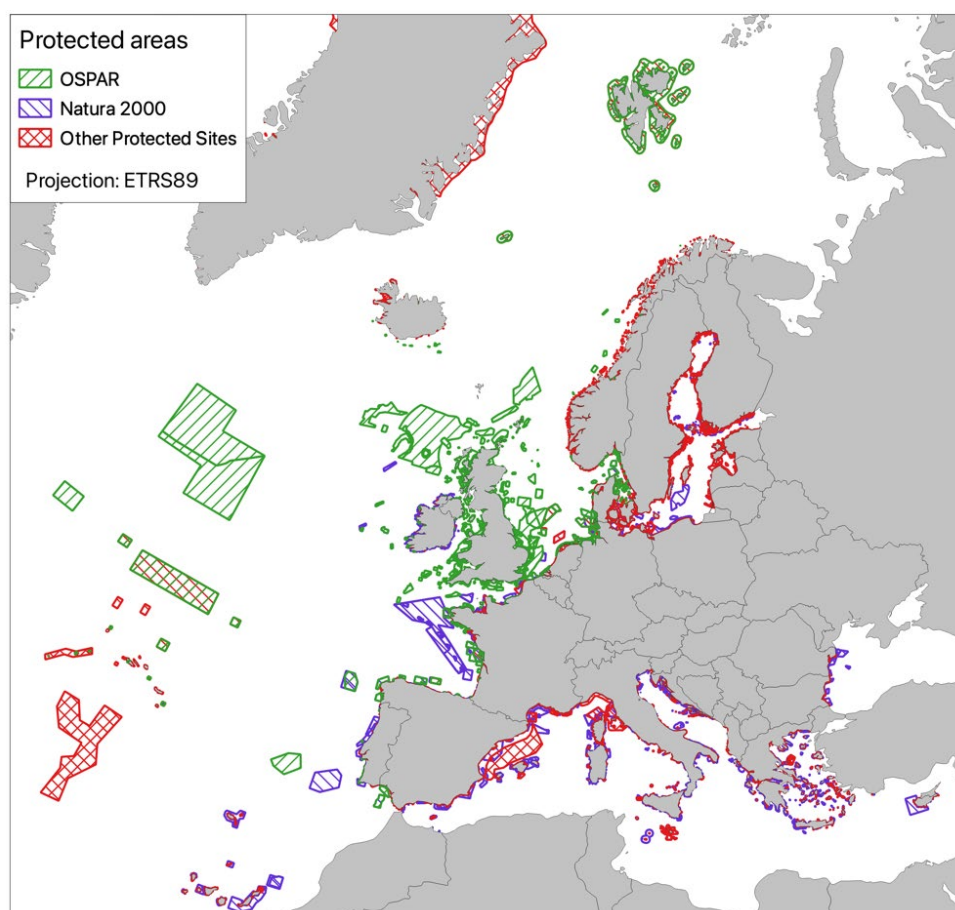 Protected areas
OSPAR
Natura 2000
Other Protected Sites
Projection: ETRS89